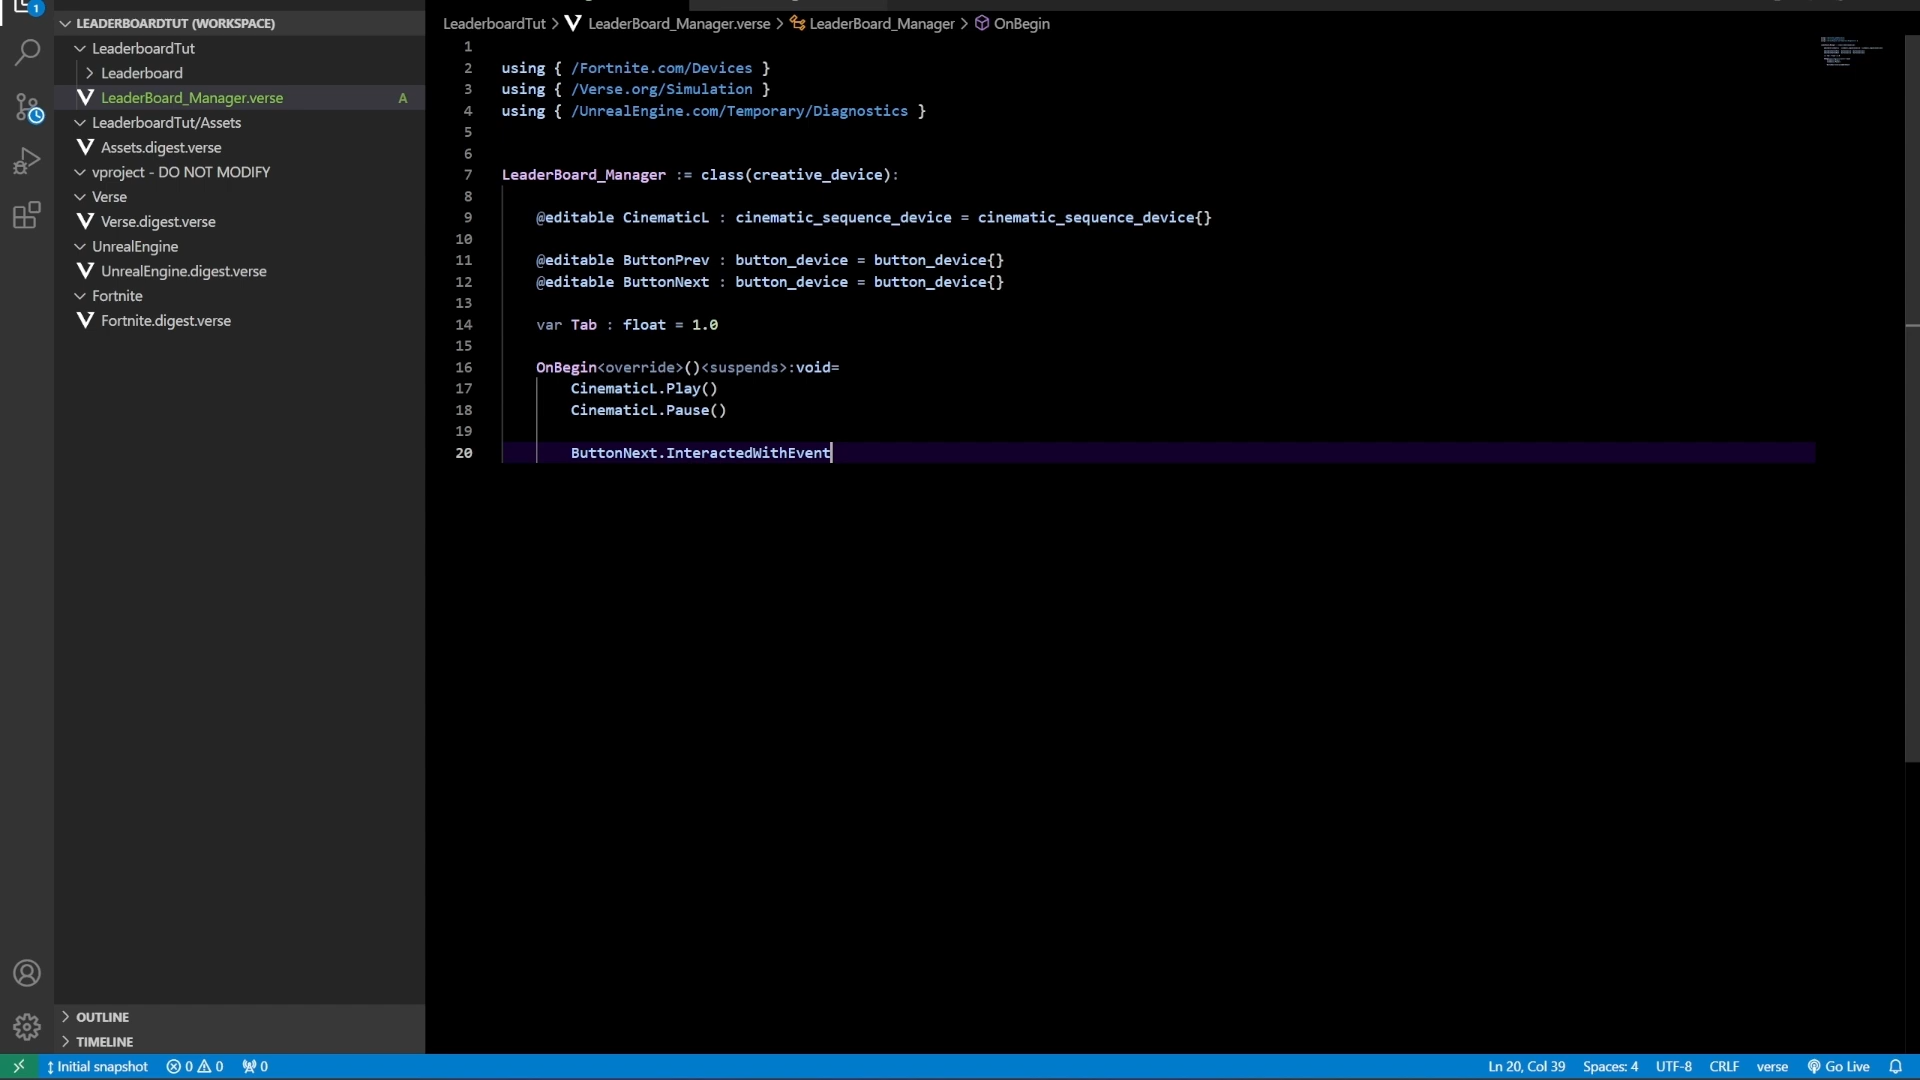 1
LEADERBOARDTUT (WORKSPACE)
LeaderboardTut
Leaderboard
LeaderBoard_Manager.verse A
LeaderboardTut/Assets
Assets.digest.verse
vproject - DO NOT MODIFY
Verse
Verse.digest.verse
UnrealEngine
UnrealEngine.digest.verse
Fortnite
Fortnite.digest.verse
OUTLINE
TIMELINE
LeaderboardTut > LeaderBoard_Manager.verse > LeaderBoard_Manager > OnBegin
1
2 using { /Fortnite.com/Devices }
3 using { /Verse.org/Simulation }
4 using { /UnrealEngine.com/Temporary/Diagnostics }
5
6
7 LeaderBoard_Manager := class(creative_device):
8
9 @editable CinematicL : cinematic_sequence_device = cinematic_sequence_device{}
10
11 @editable ButtonPrev : button_device = button_device{}
12 @editable ButtonNext : button_device = button_device{}
13
14 var Tab : float = 1.0
15
16 OnBegin<override>()<suspends>:void=
17 CinematicL.Play()
18 CinematicL.Pause()
19
20 ButtonNext.InteractedWithEvent
Initial snapshot 0 0 0 Ln 20, Col 39 Spaces: 4 UTF-8 CRLF verse Go Live